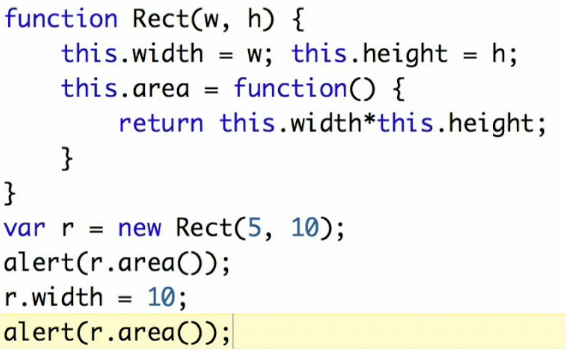 function Rect(w, h) {
    this.width = w; this.height = h;
    this.area = function() {
        return this.width*this.height;
    }
}
var r = new Rect(5, 10);
alert(r.area());
r.width = 10;
alert(r.area());